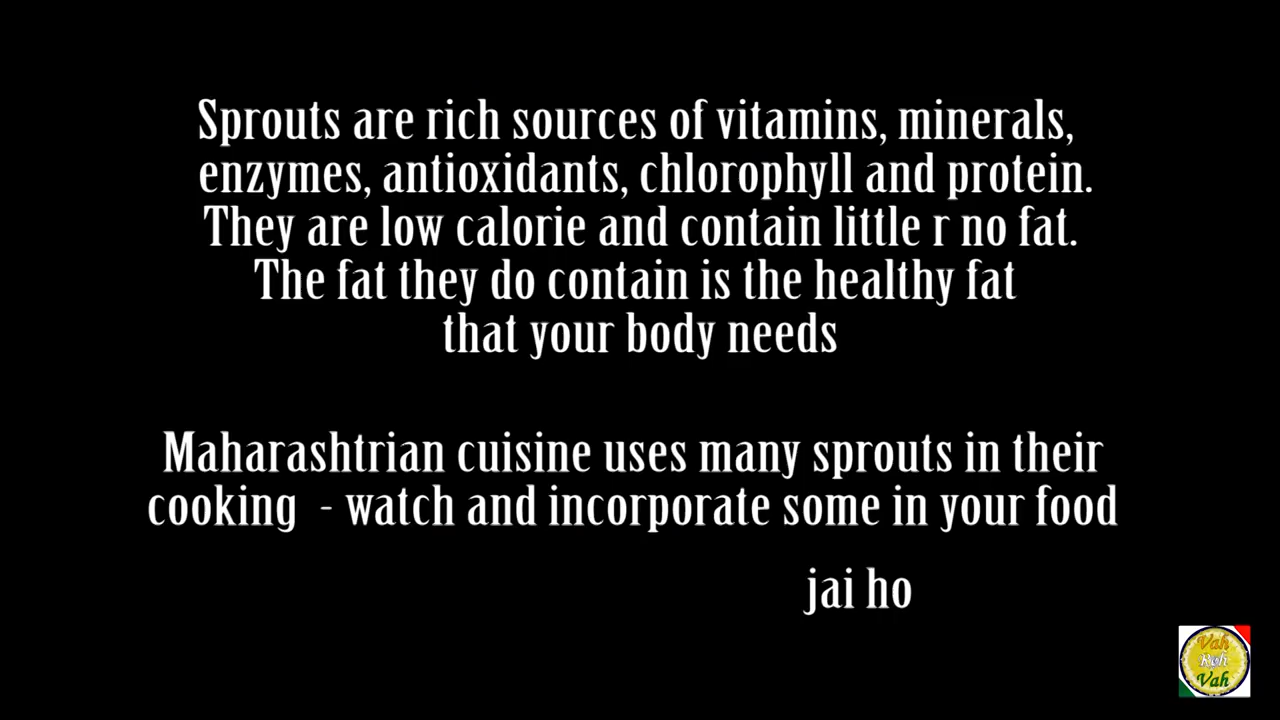 Sprouts are rich sources of vitamins, minerals,
enzymes, antioxidants, chlorophyll and protein.
They are low calorie and contain little r no fat.
The fat they do contain is the healthy fat
that your body needs
Maharashtrian cuisine uses many sprouts in their
cooking - watch and incorporate some in your food
jai ho
Vah
Reh
Vah